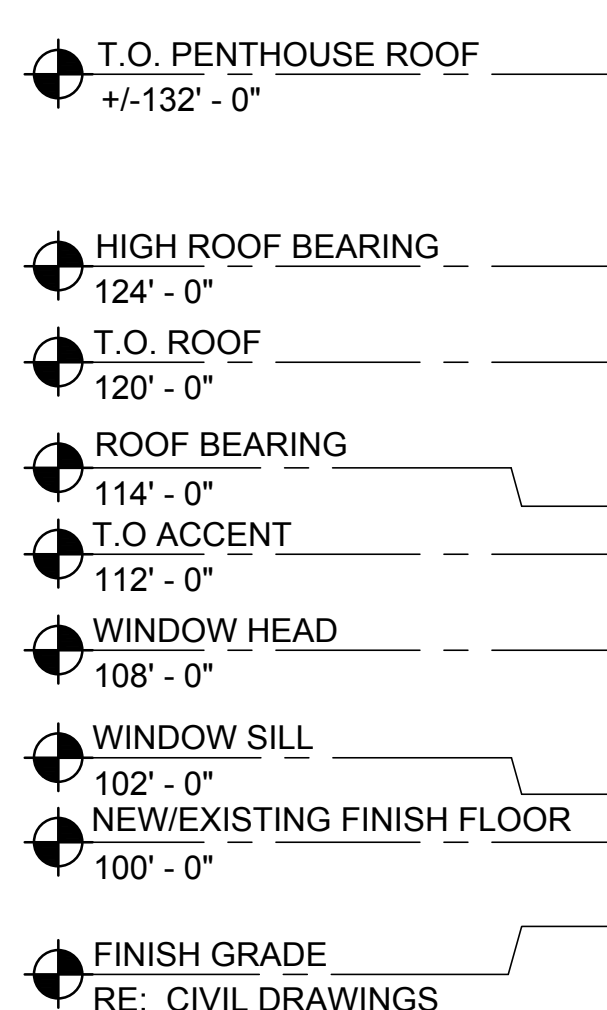 T.O. PENTHOUSE ROOF
+/-132' - 0"
HIGH ROOF BEARING
124' - 0"
T.O. ROOF
120' - 0"
ROOF BEARING
114' - 0"
T.O ACCENT
112' - 0"
WINDOW HEAD
108' - 0"
WINDOW SILL
102' - 0"
NEW/EXISTING FINISH FLOOR
100' - 0"
FINISH GRADE
RE: CIVIL DRAWINGS